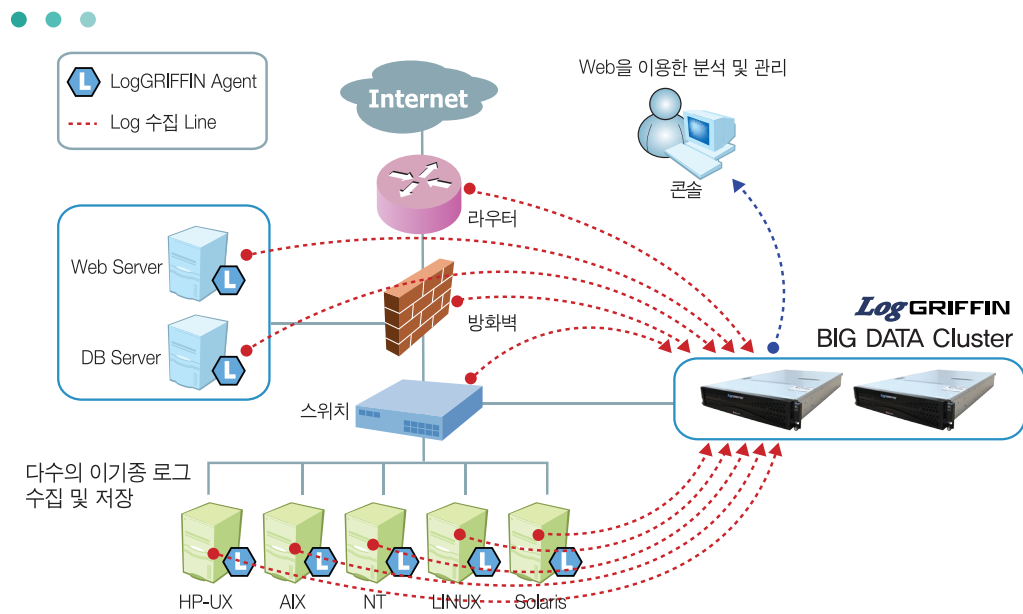 L LogGRIFFIN Agent
Log 수집 Line
Internet
Web을 이용한 분석 및 관리
콘솔
라우터
Web Server
L
방화벽
DB Server
L
LogGRIFFIN
BIG DATA Cluster
스위치
다수의 이기종 로그
수집 및 저장
L L L L L
HP-UX AIX NT LINUX Solaris